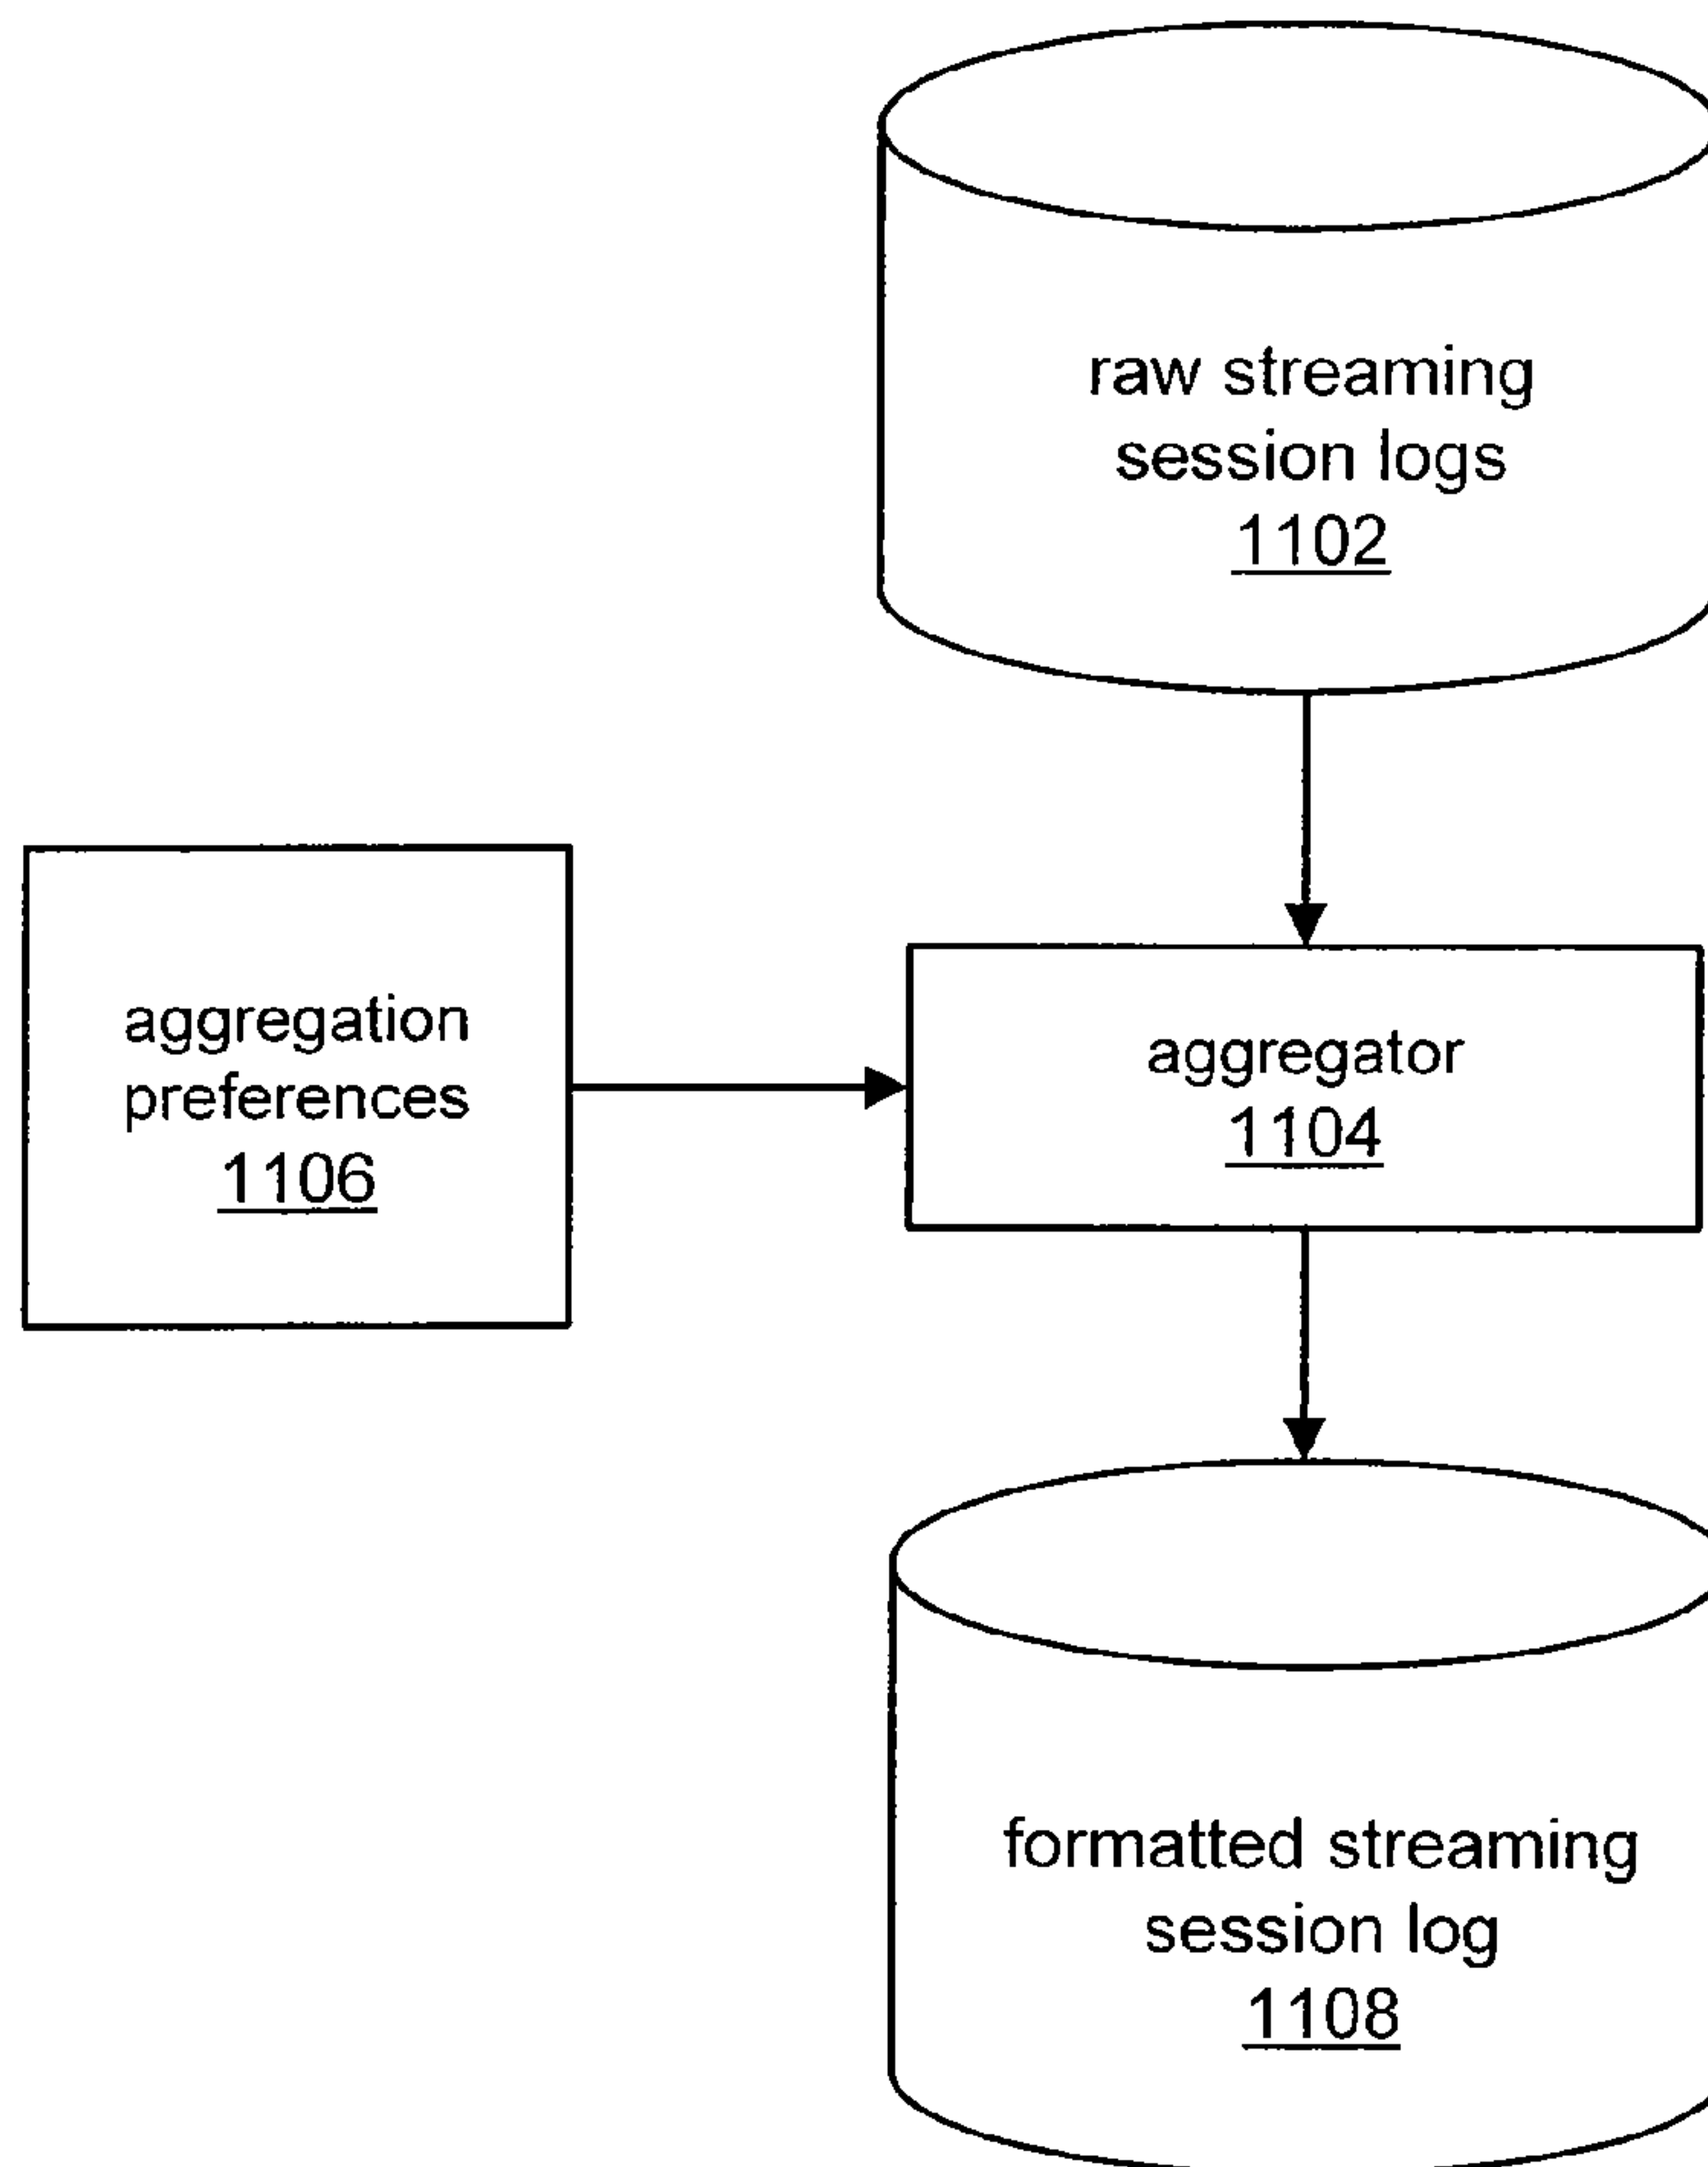 raw streaming
session logs
1102
aggregation
preferences
1106
aggregator
1104
formatted streaming
session log
1108